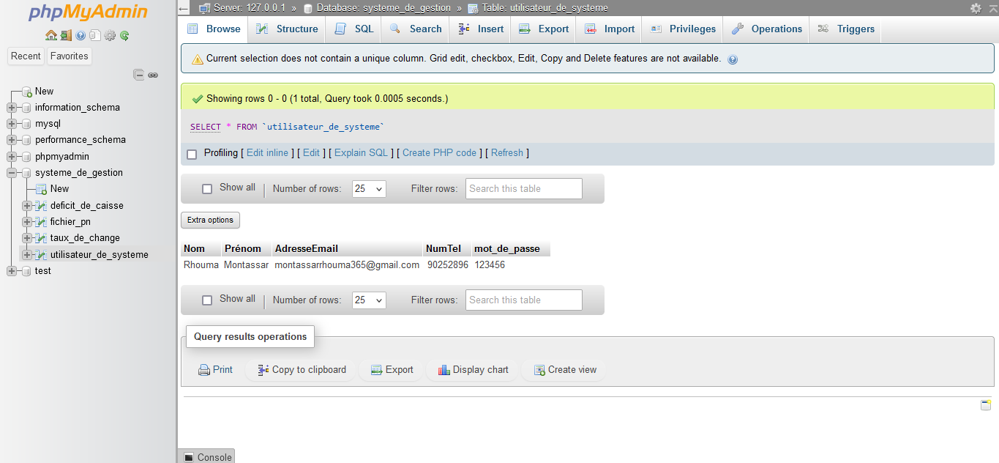 phpMyAdmin
Recent Favorites
New
information_schema
mysql
performance_schema
phpmyadmin
systeme_de_gestion
New
deficit_de_caisse
fichier_pn
taux_de_change
utilisateur_de_systeme
test
Server: 127.0.0.1 » Database: systeme_de_gestion » Table: utilisateur_de_systeme
Browse Structure SQL Search Insert Export Import Privileges Operations Triggers
Current selection does not contain a unique column. Grid edit, checkbox, Edit, Copy and Delete features are not available.
Showing rows 0 - 0 (1 total, Query took 0.0005 seconds.)
SELECT * FROM `utilisateur_de_systeme`
Profiling [ Edit inline ] [ Edit ] [ Explain SQL ] [ Create PHP code ] [ Refresh ]
Show all | Number of rows: 25 Filter rows: Search this table
Extra options
Nom Prénom AdresseEmail NumTel mot_de_passe
Rhouma Montassar montassarrhouma365@gmail.com 90252896 123456
Show all | Number of rows: 25 Filter rows: Search this table
Query results operations
Print Copy to clipboard Export Display chart Create view
Console